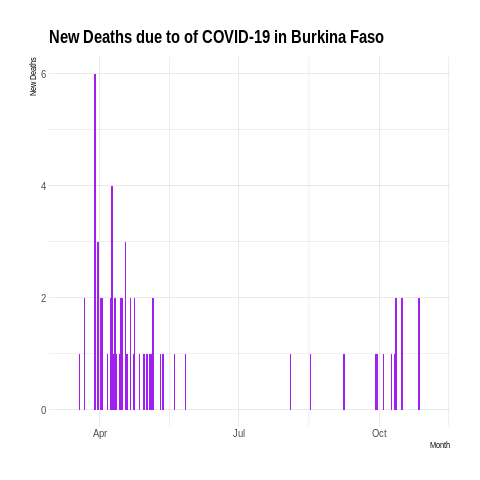 New Deaths due to of COVID-19 in Burkina Faso
New Deaths
6
4
2
0
Apr Jul Oct
Month